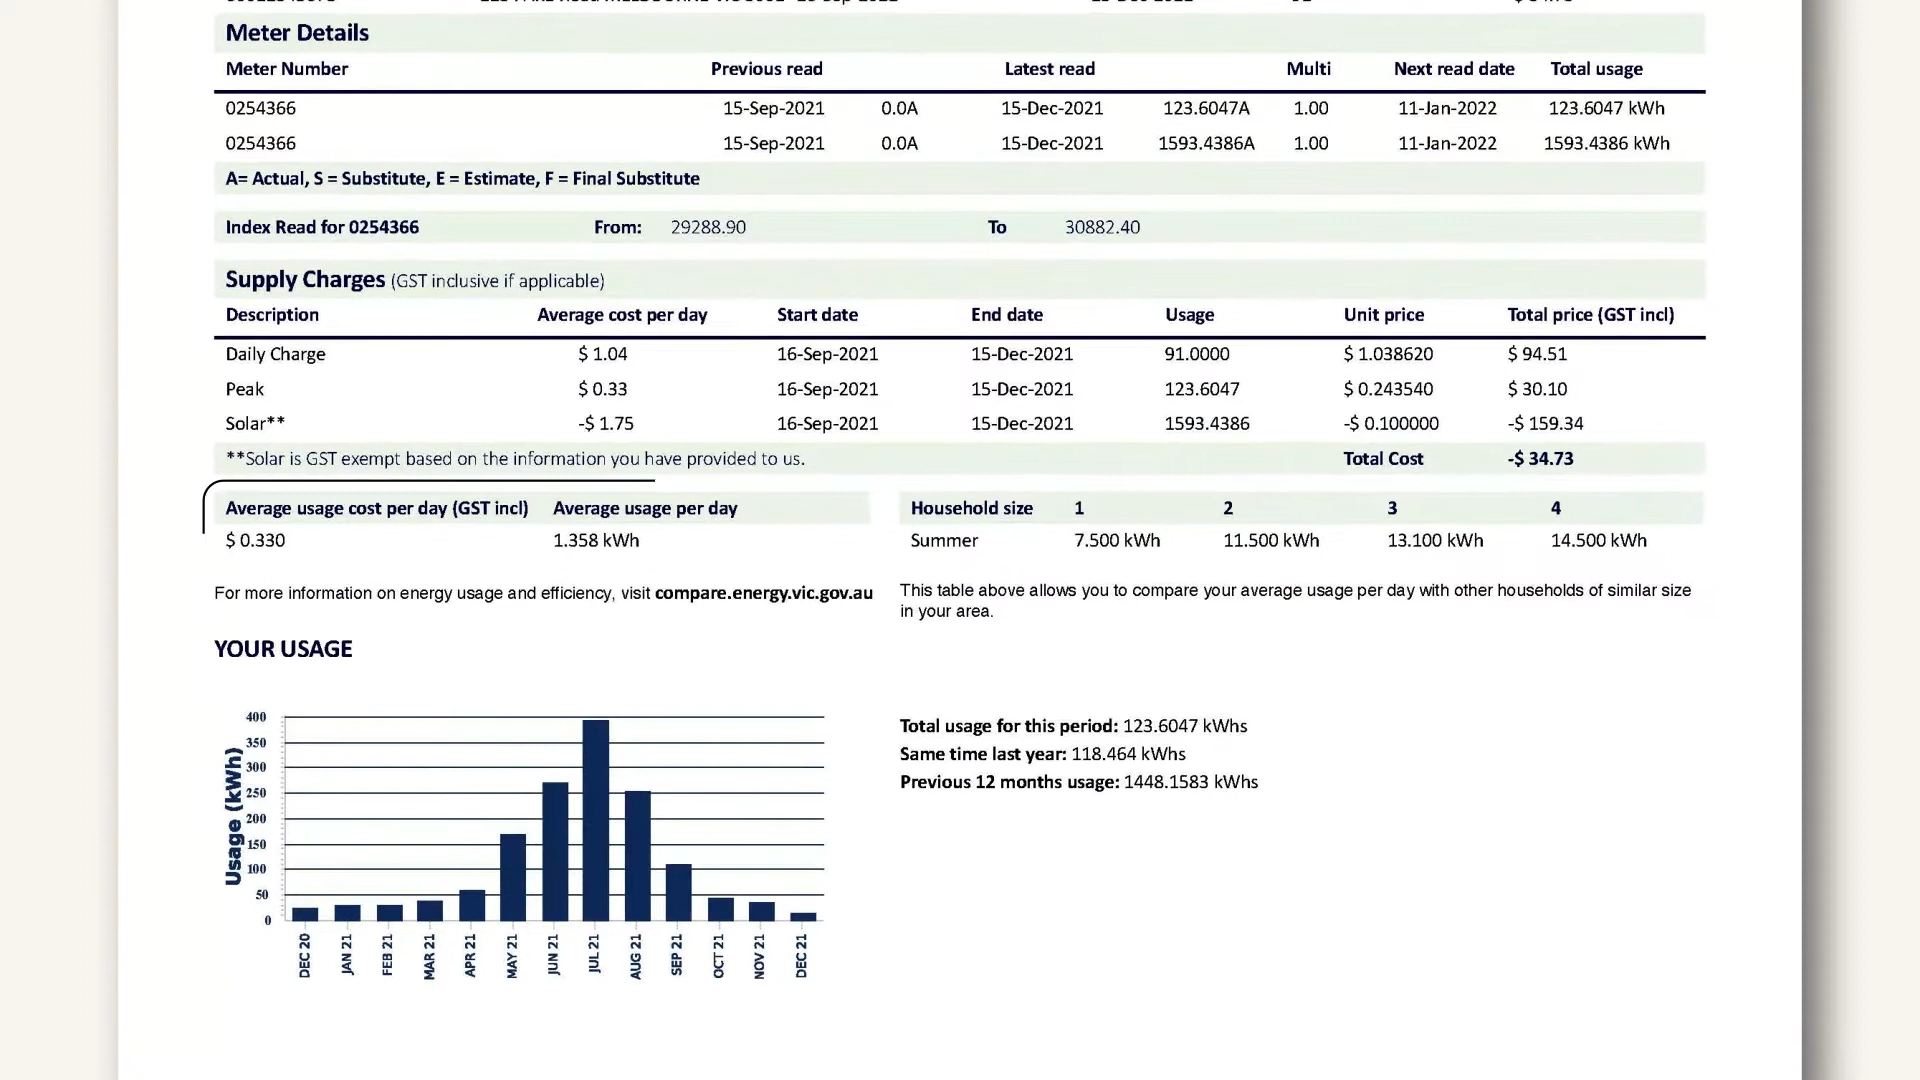 Meter Details
Meter Number Previous read Latest read Multi Next read date Total usage
0254366 15-Sep-2021 0.0A 15-Dec-2021 123.6047A 1.00 11-Jan-2022 123.6047 kWh
0254366 15-Sep-2021 0.0A 15-Dec-2021 1593.4386A 1.00 11-Jan-2022 1593.4386 kWh
A= Actual, S = Substitute, E = Estimate, F = Final Substitute
Index Read for 0254366 From: 29288.90 To 30882.40
Supply Charges (GST inclusive if applicable)
Description Average cost per day Start date End date Usage Unit price Total price (GST incl)
Daily Charge $ 1.04 16-Sep-2021 15-Dec-2021 91.0000 $ 1.038620 $ 94.51
Peak $ 0.33 16-Sep-2021 15-Dec-2021 123.6047 $ 0.243540 $ 30.10
Solar** -$ 1.75 16-Sep-2021 15-Dec-2021 1593.4386 -$ 0.100000 -$ 159.34
**Solar is GST exempt based on the information you have provided to us. Total Cost -$ 34.73
Average usage cost per day (GST incl) Average usage per day
$ 0.330 1.358 kWh
Household size 1 2 3 4
Summer 7.500 kWh 11.500 kWh 13.100 kWh 14.500 kWh
For more information on energy usage and efficiency, visit compare.energy.vic.gov.au
This table above allows you to compare your average usage per day with other households of similar size
in your area.
YOUR USAGE
Usage (kWh)
400
350
300
250
200
150
100
50
0
DEC 20 JAN 21 FEB 21 MAR 21 APR 21 MAY 21 JUN 21 JUL 21 AUG 21 SEP 21 OCT 21 NOV 21 DEC 21
Total usage for this period: 123.6047 kWhs
Same time last year: 118.464 kWhs
Previous 12 months usage: 1448.1583 kWhs